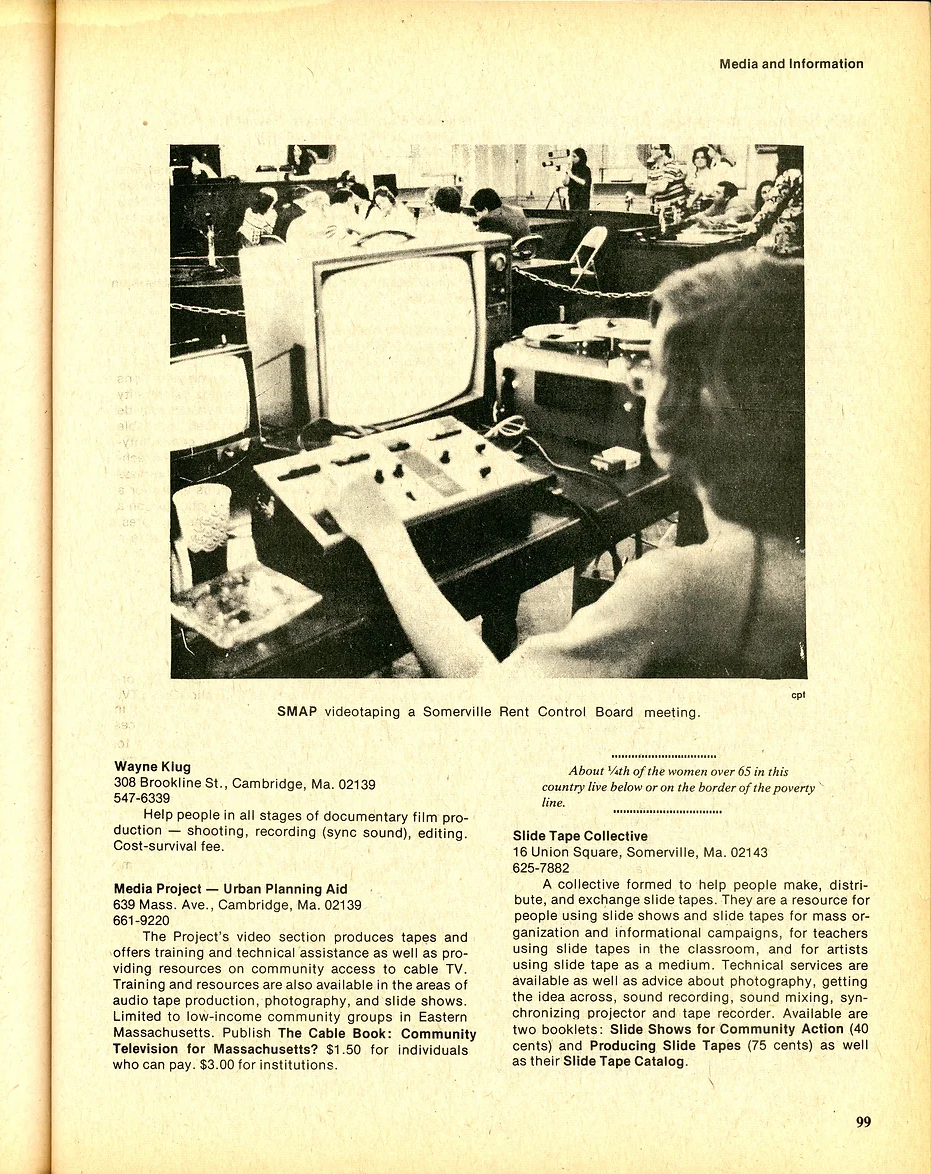 Media and Information
cpf
SMAP videotaping a Somerville Rent Control Board meeting.
Wayne Klug
308 Brookline St., Cambridge, Ma. 02139
547-6339
Help people in all stages of documentary film pro-
duction — shooting, recording (sync sound), editing.
Cost-survival fee.
Media Project — Urban Planning Aid
639 Mass. Ave., Cambridge, Ma. 02139
661-9220
The Project's video section produces tapes and
offers training and technical assistance as well as pro-
viding resources on community access to cable TV.
Training and resources are also available in the areas of
audio tape production, photography, and slide shows.
Limited to low-income community groups in Eastern
Massachusetts. Publish The Cable Book: Community
Television for Massachusetts? $1.50 for individuals
who can pay. $3.00 for institutions.
About ¼th of the women over 65 in this
country live below or on the border of the poverty
line.
Slide Tape Collective
16 Union Square, Somerville, Ma. 02143
625-7882
A collective formed to help people make, distri-
bute, and exchange slide tapes. They are a resource for
people using slide shows and slide tapes for mass or-
ganization and informational campaigns, for teachers
using slide tapes in the classroom, and for artists
using slide tape as a medium. Technical services are
available as well as advice about photography, getting
the idea across, sound recording, sound mixing, syn-
chronizing projector and tape recorder. Available are
two booklets: Slide Shows for Community Action (40
cents) and Producing Slide Tapes (75 cents) as well
as their Slide Tape Catalog.
99